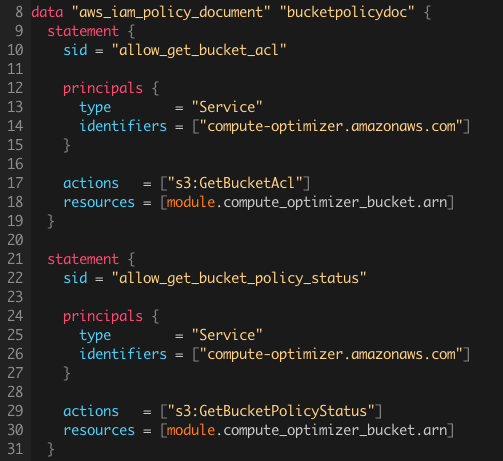 8 data "aws_iam_policy_document" "bucketpolicydoc" {
9   statement {
10     sid = "allow_get_bucket_acl"
11
12     principals {
13       type        = "Service"
14       identifiers = ["compute-optimizer.amazonaws.com"]
15     }
16
17     actions   = ["s3:GetBucketAcl"]
18     resources = [module.compute_optimizer_bucket.arn]
19   }
20
21   statement {
22     sid = "allow_get_bucket_policy_status"
23
24     principals {
25       type        = "Service"
26       identifiers = ["compute-optimizer.amazonaws.com"]
27     }
28
29     actions   = ["s3:GetBucketPolicyStatus"]
30     resources = [module.compute_optimizer_bucket.arn]
31   }